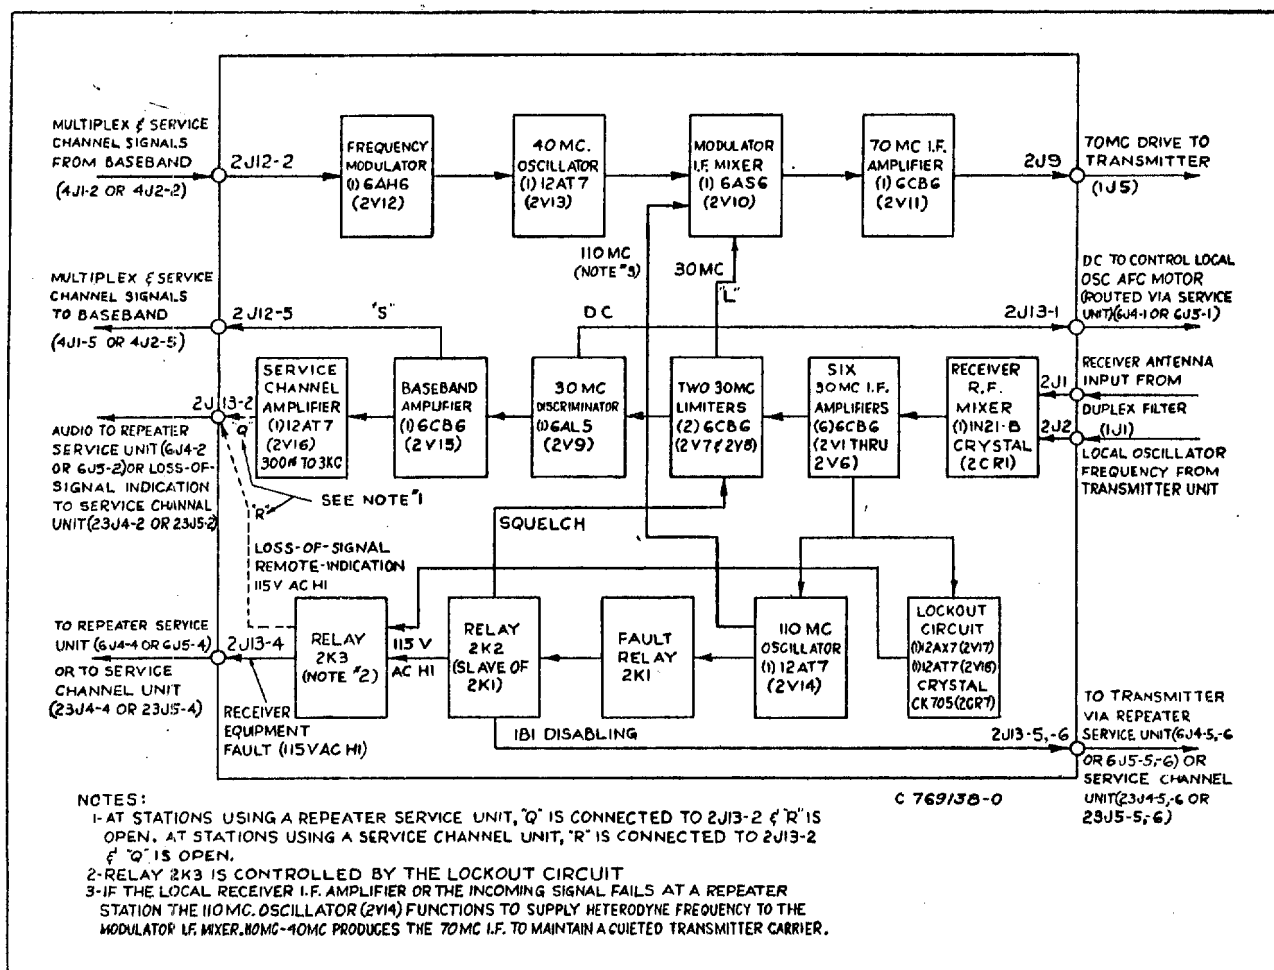 MULTIPLEX & SERVICE
CHANNEL SIGNALS
FROM BASEBAND
(4J1-2 OR 4J2-2)
2J12-2
FREQUENCY
MODULATOR
(1) 6AH6
(2V12)
40 MC.
OSCILLATOR
(1) 12AT7
(2V13)
MODULATOR
I.F. MIXER
(1) 6AS6
(2V10)
70 MC I.F.
AMPLIFIER
(1) 6CB6
(2V11)
2J9
70MC DRIVE TO
TRANSMITTER
(1J5)
110 MC
(NOTE #3)
30 MC
"L"
MULTIPLEX & SERVICE
CHANNEL SIGNALS
TO BASEBAND
(4J1-5 OR 4J2-5)
2J12-5
"S"
DC
2J13-1
DC TO CONTROL LOCAL
OSC AFC MOTOR
(ROUTED VIA SERVICE
UNIT)(6J4-1 OR 6J5-1)
2J13-2
"Q"
SERVICE
CHANNEL
AMPLIFIER
(1) 12AT7
(2V16)
300~ TO 3KC
BASEBAND
AMPUFIER
(1) 6CB6
(2V15)
30 MC
DISCRIMINATOR
(1) 6AL5
(2V9)
TWO 30MC
LIMITERS
(2) 6CB6
(2V7 & 2V8)
SIX
30 MC I.F.
AMPLIFIERS
(6) 6CB6
(2V1 THRU
2V6)
RECEIVER
R.F.
MIXER
(1) 1N21-B
CRYSTAL
(2CR1)
2J1
2J2
RECEIVER ANTENNA
INPUT FROM
DUPLEX FILTER
(1J1)
LOCAL OSCILLATOR
FREQUENCY FROM
TRANSMITTER UNIT
AUDIO TO REPEATER
SERVICE UNIT (6J4-2
OR 6J5-2) OR LOSS-OF-
SIGNAL INDICATION
TO SERVICE CHANNAL
UNIT (23J4-2 OR 23J5-2)
"R"
SEE NOTE #1
SQUELCH
LOSS-OF-SIGNAL
REMOTE-INDICATION
115V AC HI
TO REPEATER SERVICE
UNIT (6J4-4 OR 6J5-4)
OR TO SERVICE
CHANNEL UNIT
(23J4-4 OR 23J5-4)
2J13-4
RELAY
2K3
(NOTE #2)
115 V
AC HI
RELAY
2K2
(SLAVE OF
2K1)
FAULT
RELAY
2K1
110 MC
OSCILLATOR
(1) 12AT7
(2V14)
LOCKOUT
CIRCUIT
(1)12AX7 (2V17)
(1)12AT7 (2V18)
CRYSTAL
CK705 (2CR7)
RECEIVER
EQUIPMENT
FAULT (115VAC HI)
1B1 DISABLING
2J13-5,-6
TO TRANSMITTER
VIA REPEATER
SERVICE UNIT (6J4-5,-6
OR 6J5-5,-6) OR
SERVICE CHANNEL
UNIT(23J4-5,-6 OR
23J5-5,-6)
C 769138-0
NOTES:
1-AT STATIONS USING A REPEATER SERVICE UNIT, "Q" IS CONNECTED TO 2J13-2 & "R" IS
OPEN. AT STATIONS USING A SERVICE CHANNEL UNIT, "R" IS CONNECTED TO 2J13-2
& "Q" IS OPEN.
2-RELAY 2K3 IS CONTROLLED BY THE LOCKOUT CIRCUIT
3-IF THE LOCAL RECEIVER I.F. AMPLIFIER OR THE INCOMING SIGNAL FAILS AT A REPEATER
STATION THE 110 MC. OSCILLATOR (2V14) FUNCTIONS TO SUPPLY HETERODYNE FREQUENCY TO THE
MODULATOR I.F. MIXER. 110MC-40MC PRODUCES THE 70MC I.F. TO MAINTAIN A QUIETED TRANSMITTER CARRIER.